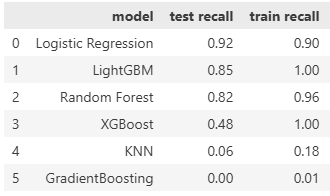 model test recall train recall
0 Logistic Regression 0.92 0.90
1 LightGBM 0.85 1.00
2 Random Forest 0.82 0.96
3 XGBoost 0.48 1.00
4 KNN 0.06 0.18
5 GradientBoosting 0.00 0.01